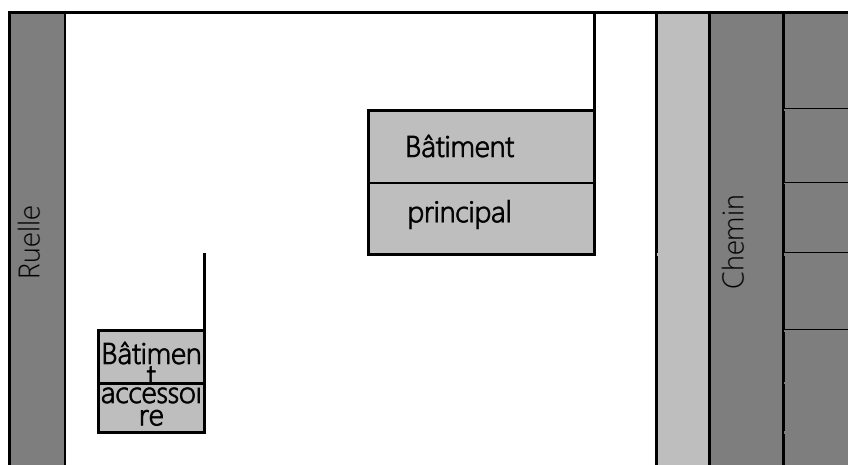 Ruelle
Bâtiment
principal
Chemin
Bâtimen
t
accessoi
re